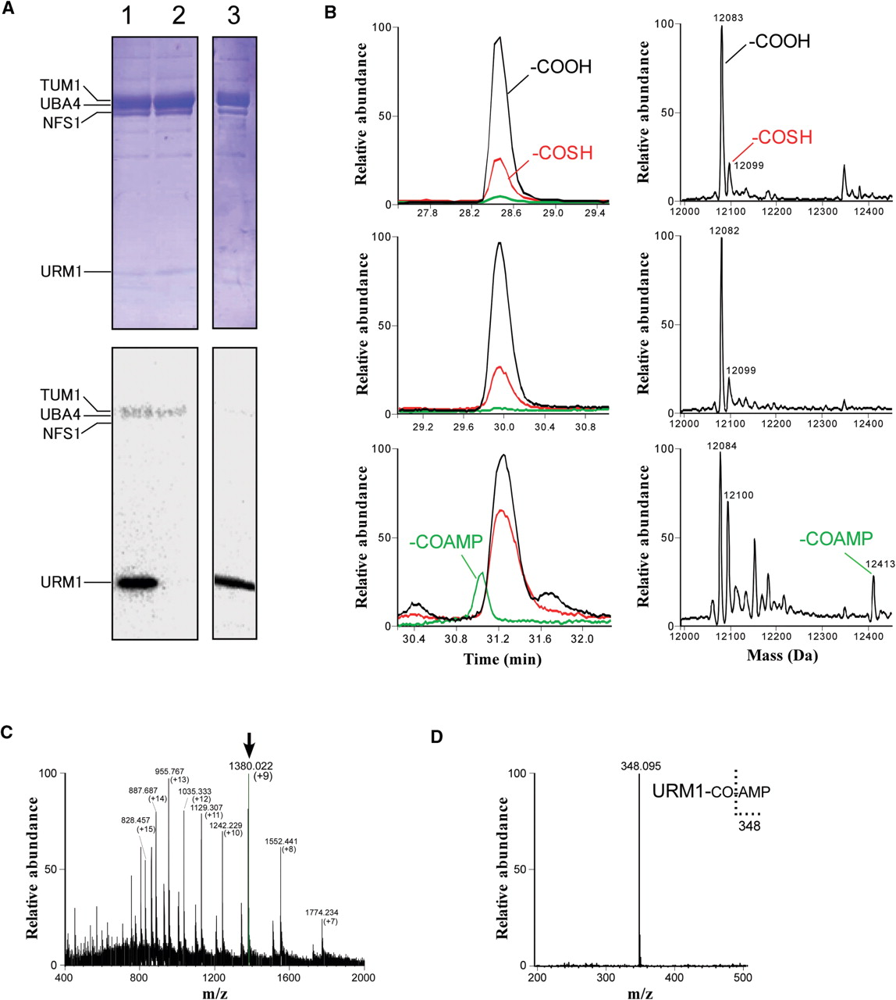 A
1 2 3
TUM1
UBA4
NFS1
URM1
TUM1
UBA4
NFS1
URM1
B
Relative abundance
100
50
0
-COOH
-COSH
27.8 28.2 28.6 29.0 29.4
Relative abundance
100
50
0
12083
-COOH
-COSH
12099
12000 12100 12200 12300 12400
Relative abundance
100
50
0
29.2 29.6 30.0 30.4 30.8
Relative abundance
100
50
0
12082
12099
12000 12100 12200 12300 12400
Relative abundance
100
50
0
-COAMP
30.4 30.8 31.2 31.6 32.0
Time (min)
Relative abundance
100
50
0
12084
12100
-COAMP
12413
12000 12100 12200 12300 12400
Mass (Da)
C
Relative abundance
100
50
0
828.457
(+15)
887.687
(+14)
955.767
(+13)
1035.333
(+12)
1129.307
(+11)
1242.229
(+10)
1380.022
(+9)
1552.441
(+8)
1774.234
(+7)
400 800 1200 1600 2000
m/z
D
Relative abundance
100
50
0
348.095
URM1-CO-AMP
348
200 300 400 500
m/z